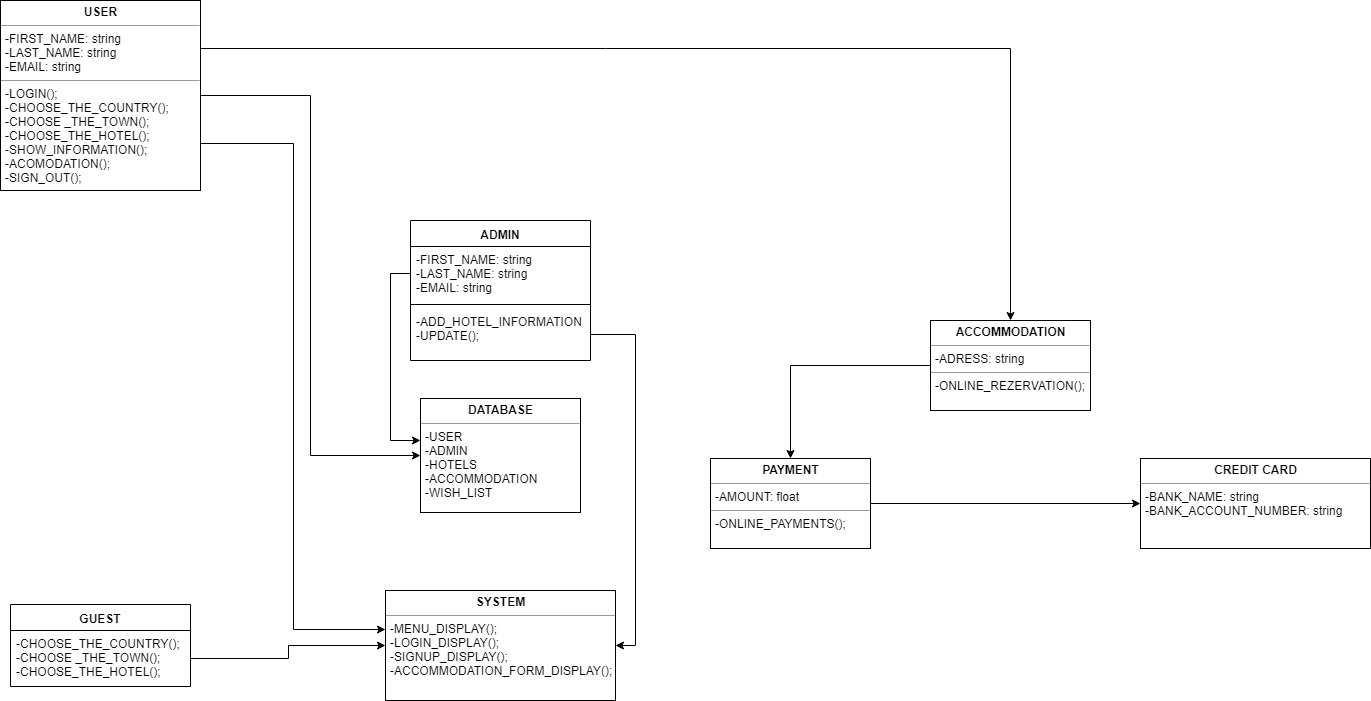 USER
-FIRST_NAME: string
-LAST_NAME: string
-EMAIL: string
-LOGIN();
-CHOOSE_THE_COUNTRY();
-CHOOSE _THE_TOWN();
-CHOOSE_THE_HOTEL();
-SHOW_INFORMATION();
-ACOMODATION();
-SIGN_OUT();
ADMIN
-FIRST_NAME: string
-LAST_NAME: string
-EMAIL: string
-ADD_HOTEL_INFORMATION
-UPDATE();
ACCOMMODATION
-ADRESS: string
-ONLINE_REZERVATION();
DATABASE
-USER
-ADMIN
-HOTELS
-ACCOMMODATION
-WISH_LIST
PAYMENT
-AMOUNT: float
-ONLINE_PAYMENTS();
CREDIT CARD
-BANK_NAME: string
-BANK_ACCOUNT_NUMBER: string
GUEST
-CHOOSE_THE_COUNTRY();
-CHOOSE _THE_TOWN();
-CHOOSE_THE_HOTEL();
SYSTEM
-MENU_DISPLAY();
-LOGIN_DISPLAY();
-SIGNUP_DISPLAY();
-ACCOMMODATION_FORM_DISPLAY();